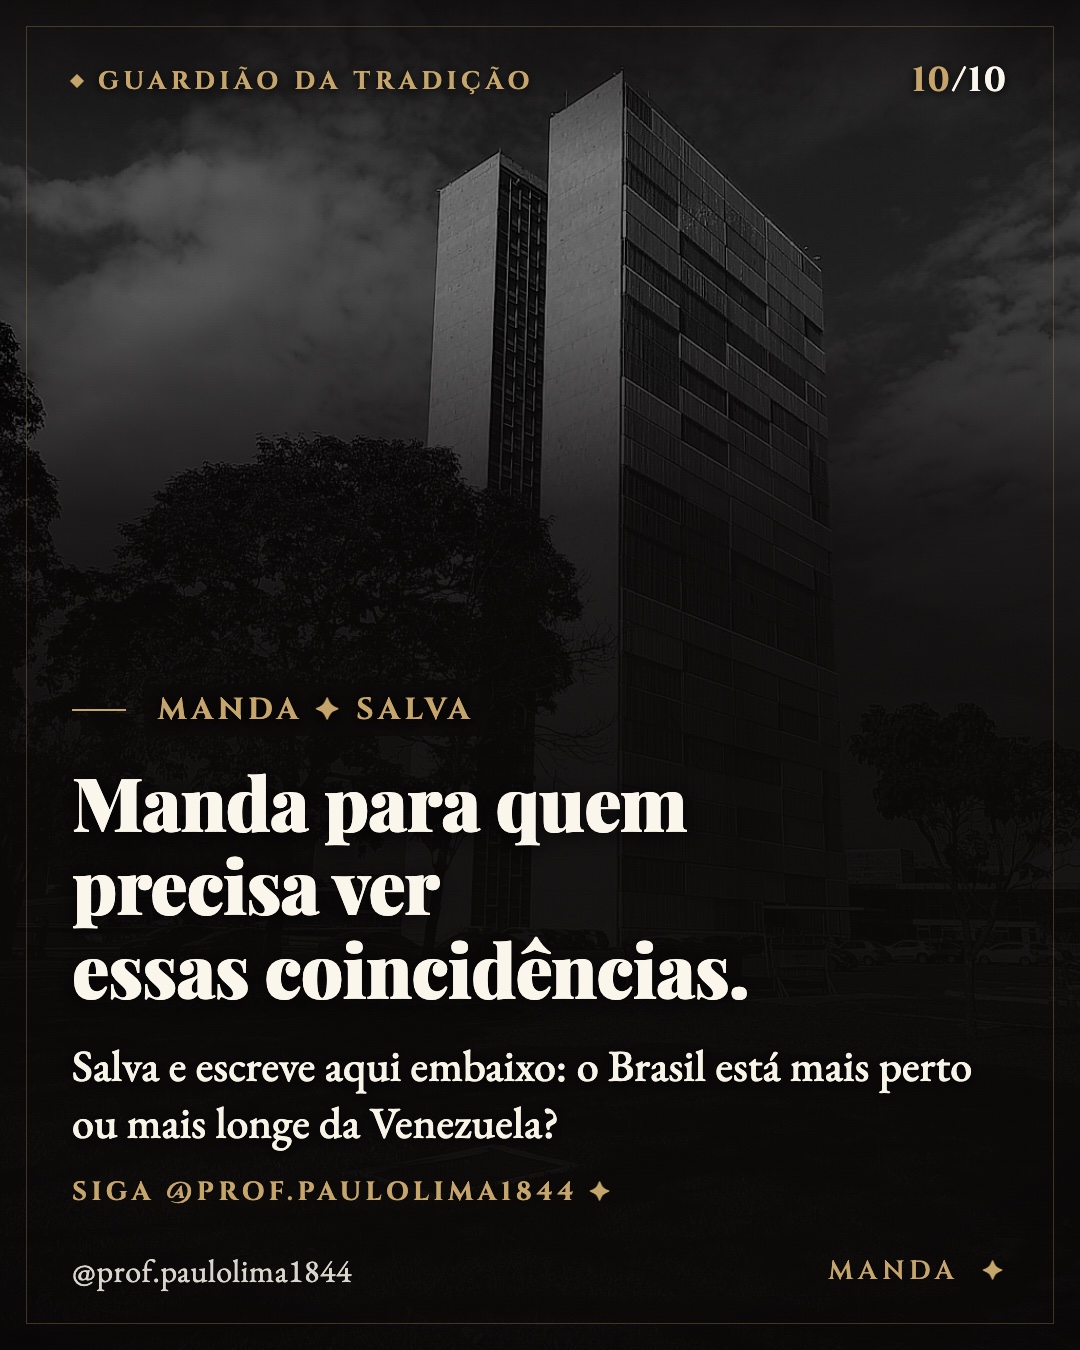 ◆ GUARDIÃO DA TRADIÇÃO
10/10
MANDA ✦ SALVA
Manda para quem
precisa ver
essas coincidências.
Salva e escreve aqui embaixo: o Brasil está mais perto
ou mais longe da Venezuela?
SIGA @PROF.PAULOLIMA1844 ✦
@prof.paulolima1844
MANDA ✦